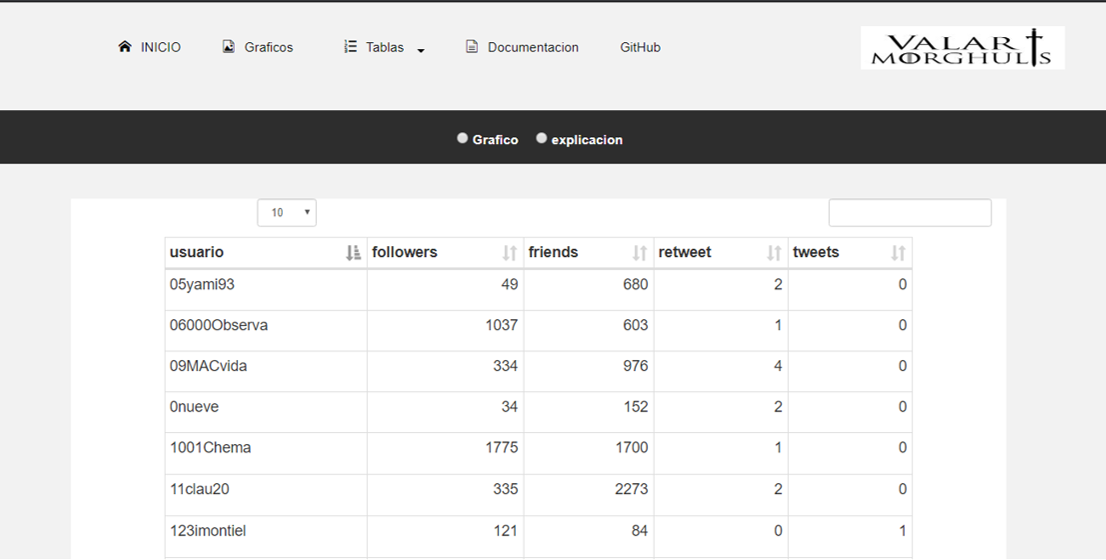 INICIO Graficos Tablas Documentacion GitHub
VALAR
MORGHULIS
Grafico explicacion
10
usuario followers friends retweet tweets
05yami93 49 680 2 0
06000Observa 1037 603 1 0
09MACvida 334 976 4 0
0nueve 34 152 2 0
1001Chema 1775 1700 1 0
11clau20 335 2273 2 0
123imontiel 121 84 0 1